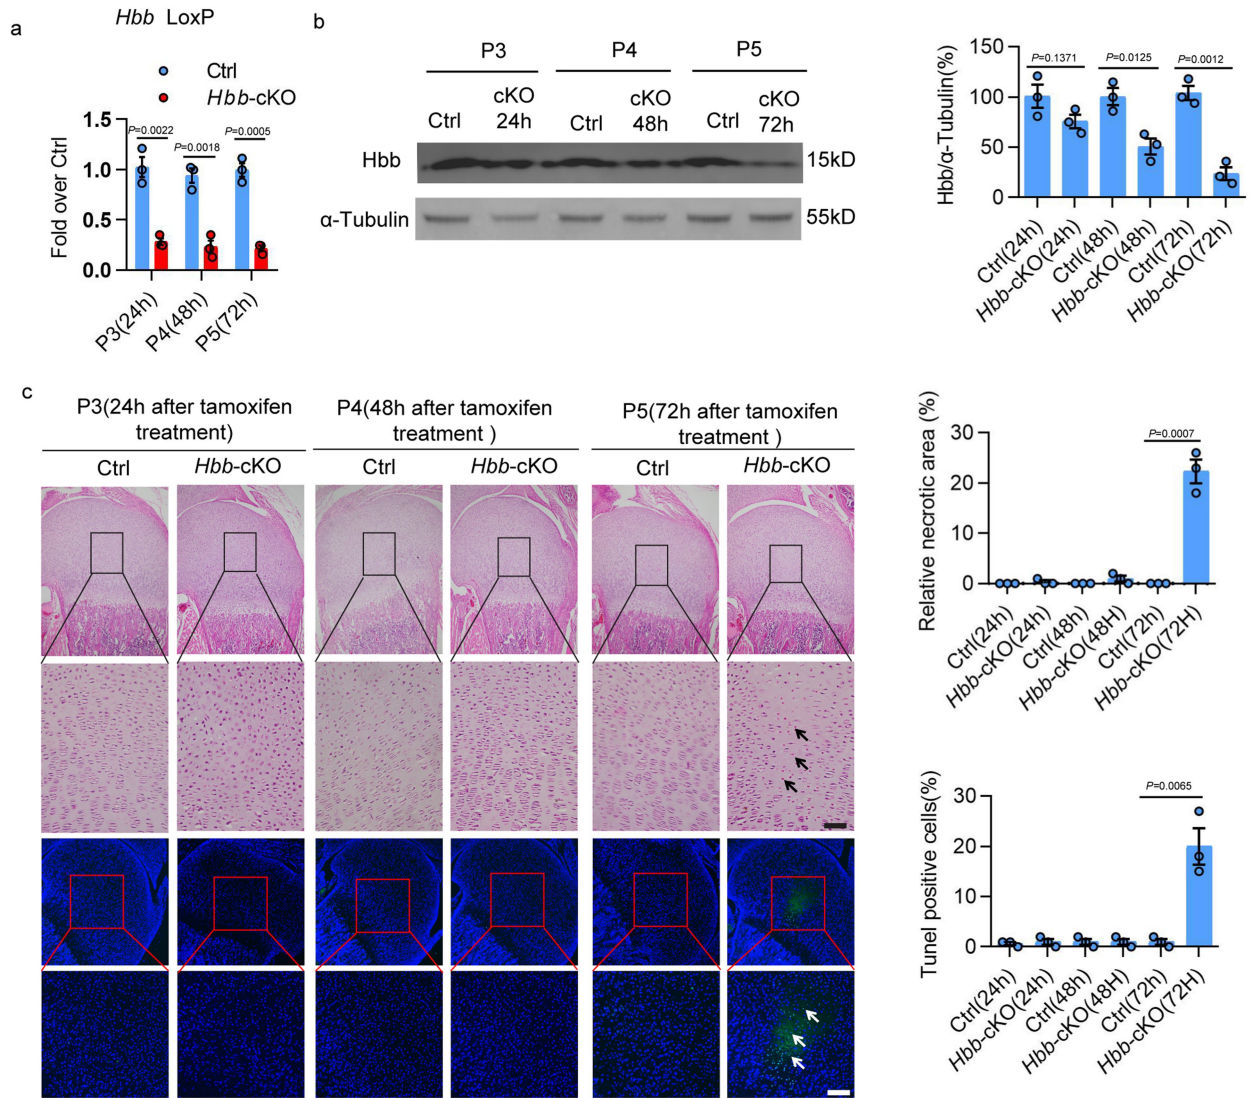 a
Hbb LoxP
Ctrl
Hbb-cKO
P=0.0022
P=0.0018
P=0.0005
Fold over Ctrl
1.5
1.0
0.5
0.0
P3(24h)
P4(48h)
P5(72h)
b
P3
P4
P5
Ctrl
cKO
24h
Ctrl
cKO
48h
Ctrl
cKO
72h
Hbb
15kD
α-Tubulin
55kD
Hbb/α-Tubulin(%)
150
100
50
0
P=0.1371
P=0.0125
P=0.0012
Ctrl(24h)
Hbb-cKO(24h)
Ctrl(48h)
Hbb-cKO(48h)
Ctrl(72h)
Hbb-cKO(72h)
c
P3(24h after tamoxifen
treatment)
P4(48h after tamoxifen
treatment )
P5(72h after tamoxifen
treatment )
Ctrl
Hbb-cKO
Ctrl
Hbb-cKO
Ctrl
Hbb-cKO
Relative necrotic area (%)
30
20
10
0
P=0.0007
Ctrl(24h)
Hbb-cKO(24h)
Ctrl(48h)
Hbb-cKO(48H)
Ctrl(72h)
Hbb-cKO(72H)
Tunel positive cells(%)
30
20
10
0
P=0.0065
Ctrl(24h)
Hbb-cKO(24h)
Ctrl(48h)
Hbb-cKO(48H)
Ctrl(72h)
Hbb-cKO(72H)